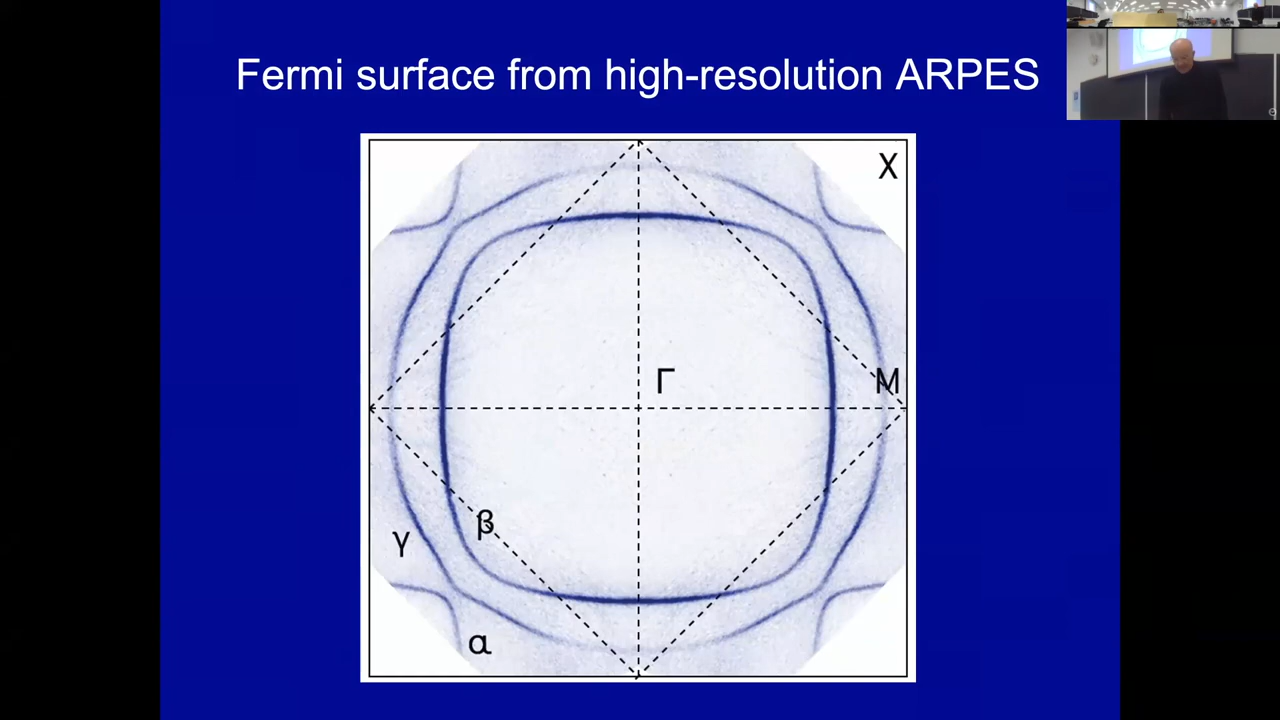 Fermi surface from high-resolution ARPES
X
Γ
M
β
γ
α